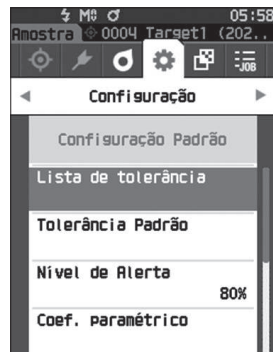 M0 05:58
Amostra 0004 Target1 (202..
JOB
Configuração
Configuração Padrão
Lista de tolerância
Tolerância Padrão
Nível de Alerta
80%
Coef. paramétrico